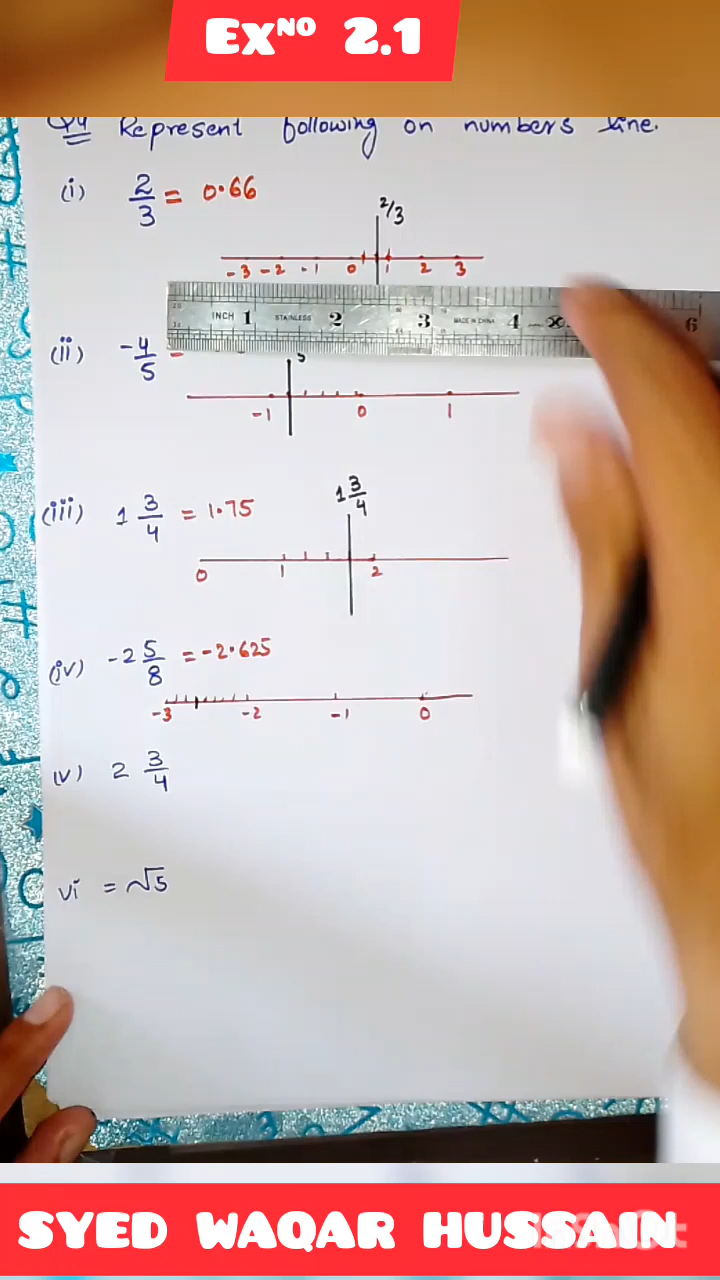 Exᴺᴼ 2.1
Q4 Represent following on numbers line.
(i) 2/3 = 0.66
2/3
-3 -2 -1 0 1 2 3
INCH 1 STAINLESS 2 3 MADE IN CHINA 4 6
(ii) -4/5 =
5
-1 0 1
(iii) 1 3/4 = 1.75
1 3/4
0 1 2
(iv) -2 5/8 = -2.625
-3 -2 -1 0
(v) 2 3/4
vi = √5
SYED WAQAR HUSSAIN